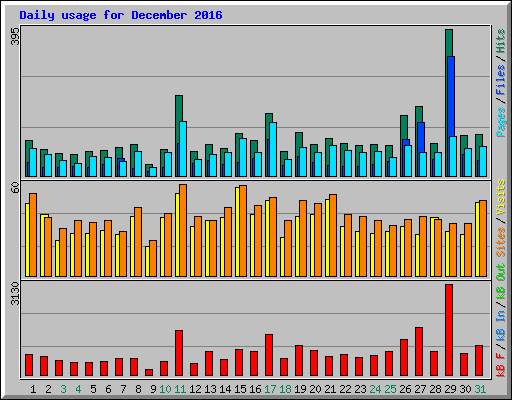 Daily usage for December 2016
395
Pages/Files/Hits
60
Sites/Visits
3130
kB F/kB In/kB Out
1 2 3 4 5 6 7 8 9 10 11 12 13 14 15 16 17 18 19 20 21 22 23 24 25 26 27 28 29 30 31